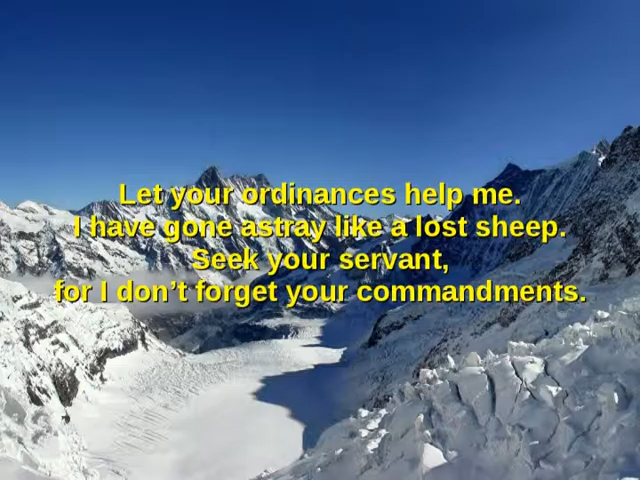 Let your ordinances help me.
I have gone astray like a lost sheep.
Seek your servant,
for I don’t forget your commandments.